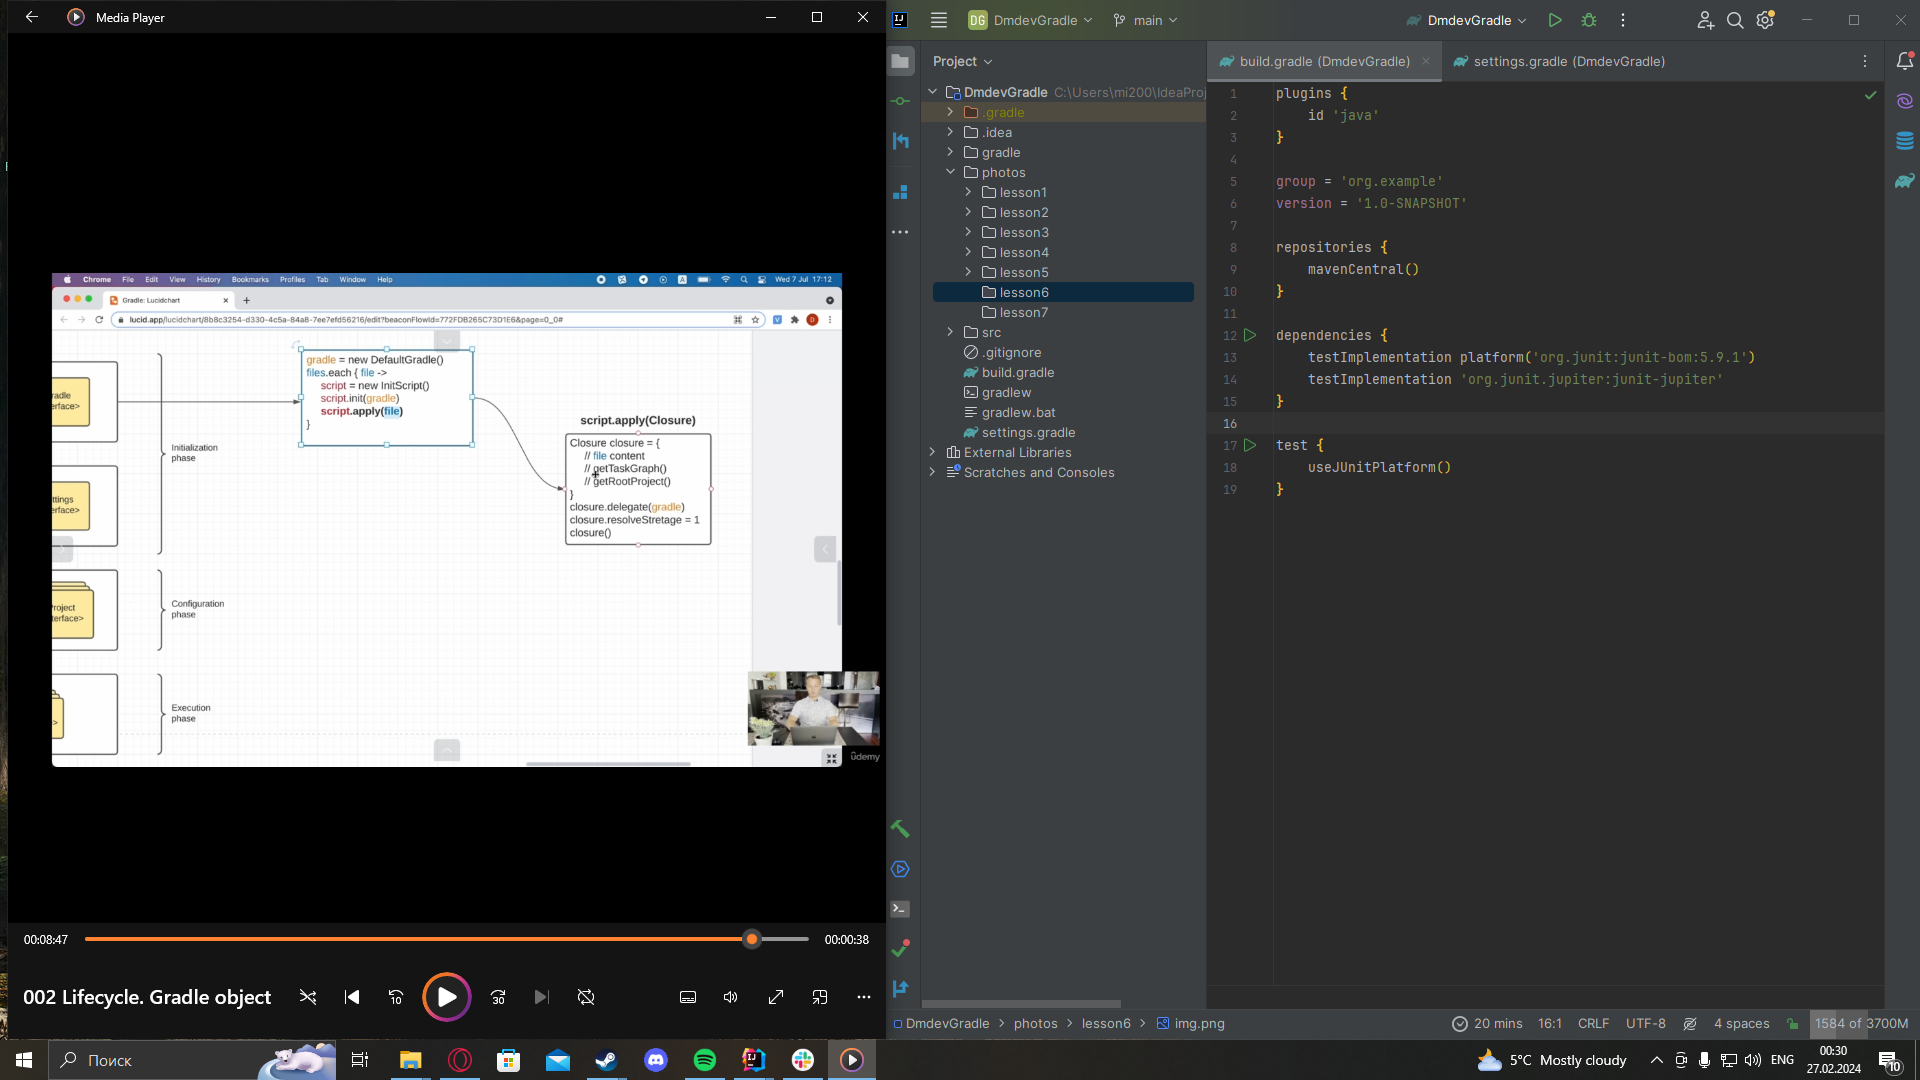 Media Player
Chrome File Edit View History Bookmarks Profiles Tab Window Help
Wed 7 Jul 17:12
Gradle: Lucidchart
lucid.app/lucidchart/8b8c3254-d330-4c5a-84a8-7ee7efd56216/edit?beaconFlowId=772FDB265C73D1E6&page=0_0#
gradle = new DefaultGradle()
files.each { file ->
script = new InitScript()
script.init(gradle)
script.apply(file)
}
script.apply(Closure)
Closure closure = {
// file content
// getTaskGraph()
// getRootProject()
}
closure.delegate(gradle)
closure.resolveStretage = 1
closure()
Initialization
phase
Configuration
phase
Execution
phase
ûdemy
00:08:47
00:00:38
002 Lifecycle. Gradle object
10
30
DG DmdevGradle
main
DmdevGradle
Project
DmdevGradle C:\Users\mi200\IdeaProj
.gradle
.idea
gradle
photos
lesson1
lesson2
lesson3
lesson4
lesson5
lesson6
lesson7
src
.gitignore
build.gradle
gradlew
gradlew.bat
settings.gradle
External Libraries
Scratches and Consoles
build.gradle (DmdevGradle)
settings.gradle (DmdevGradle)
1 plugins {
2 id 'java'
3 }
4
5 group = 'org.example'
6 version = '1.0-SNAPSHOT'
7
8 repositories {
9 mavenCentral()
10 }
11
12 dependencies {
13 testImplementation platform('org.junit:junit-bom:5.9.1')
14 testImplementation 'org.junit.jupiter:junit-jupiter'
15 }
16
17 test {
18 useJUnitPlatform()
19 }
DmdevGradle > photos > lesson6 > img.png
20 mins 16:1 CRLF UTF-8 4 spaces 1584 of 3700M
Поиск
5°C Mostly cloudy
ENG
00:30
27.02.2024
10